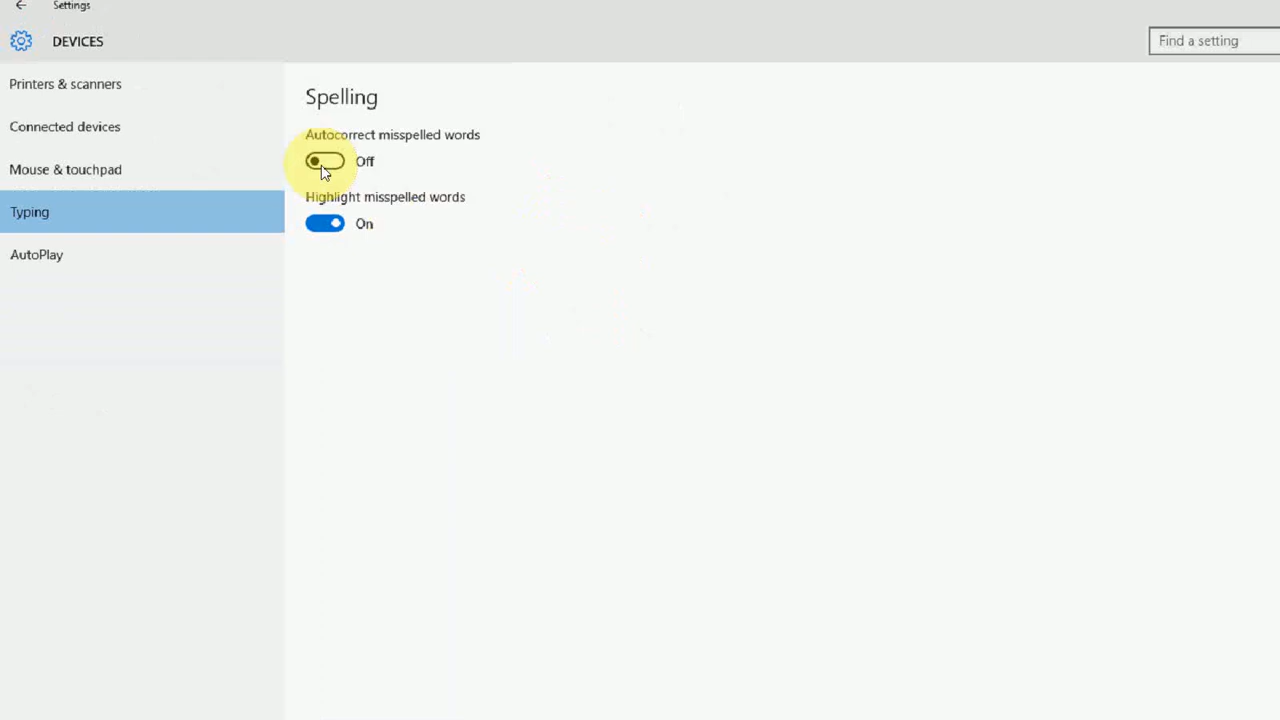 Settings
DEVICES
Find a setting
Printers & scanners
Connected devices
Mouse & touchpad
Typing
AutoPlay
Spelling
Autocorrect misspelled words
Off
Highlight misspelled words
On